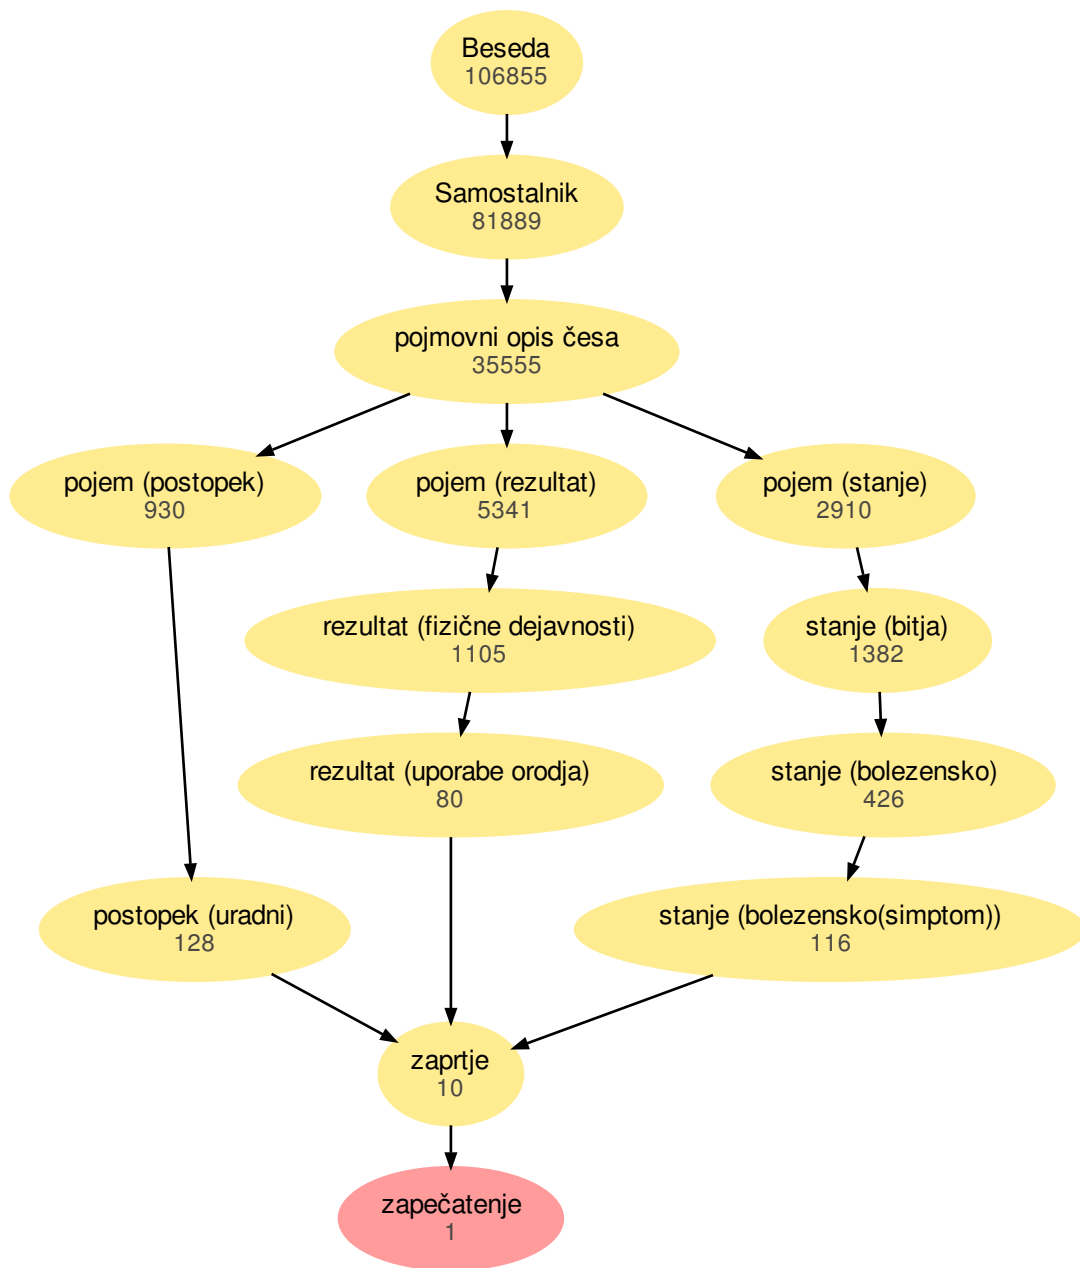 Beseda
106855
Samostalnik
81889
pojmovni opis česa
35555
pojem (postopek)
930
pojem (rezultat)
5341
pojem (stanje)
2910
rezultat (fizične dejavnosti)
1105
stanje (bitja)
1382
rezultat (uporabe orodja)
80
stanje (bolezensko)
426
postopek (uradni)
128
stanje (bolezensko(simptom))
116
zaprtje
10
zapečatenje
1